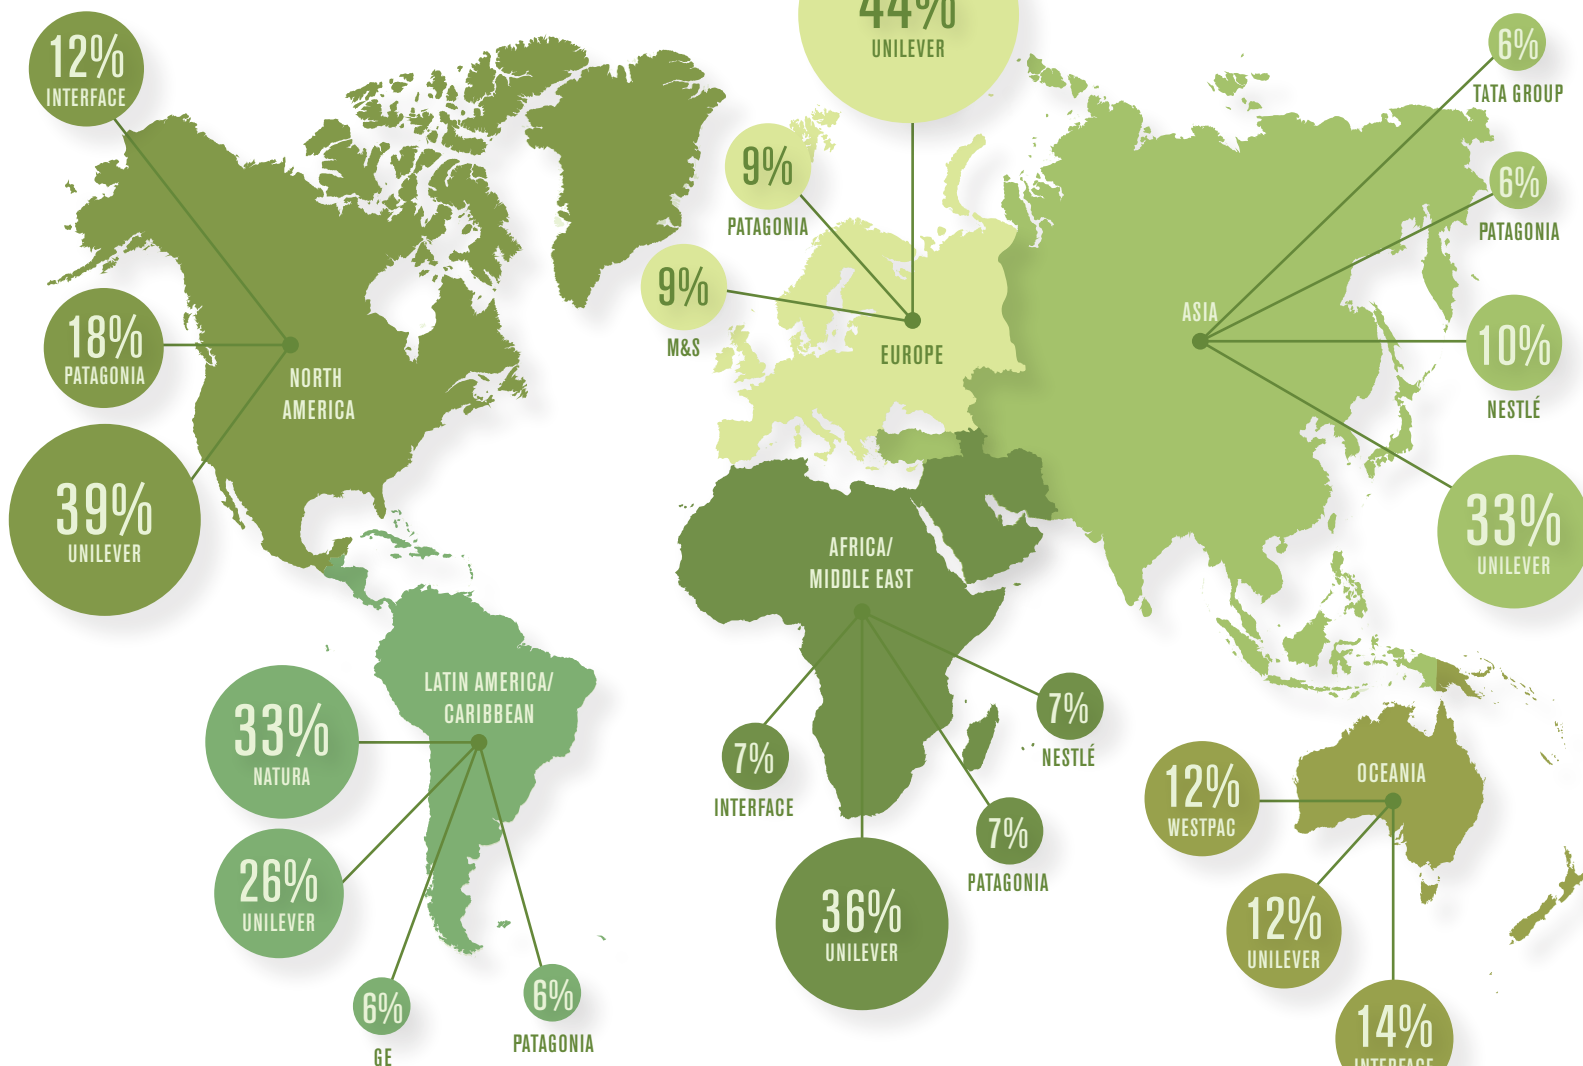 12%
INTERFACE
18%
PATAGONIA
39%
UNILEVER
NORTH
AMERICA
44%
UNILEVER
9%
PATAGONIA
9%
M&S
EUROPE
6%
TATA GROUP
6%
PATAGONIA
ASIA
10%
NESTLÉ
33%
UNILEVER
AFRICA/
MIDDLE EAST
7%
INTERFACE
36%
UNILEVER
7%
PATAGONIA
7%
NESTLÉ
LATIN AMERICA/
CARIBBEAN
33%
NATURA
26%
UNILEVER
6%
GE
6%
PATAGONIA
OCEANIA
12%
WESTPAC
12%
UNILEVER
14%
INTERFACE